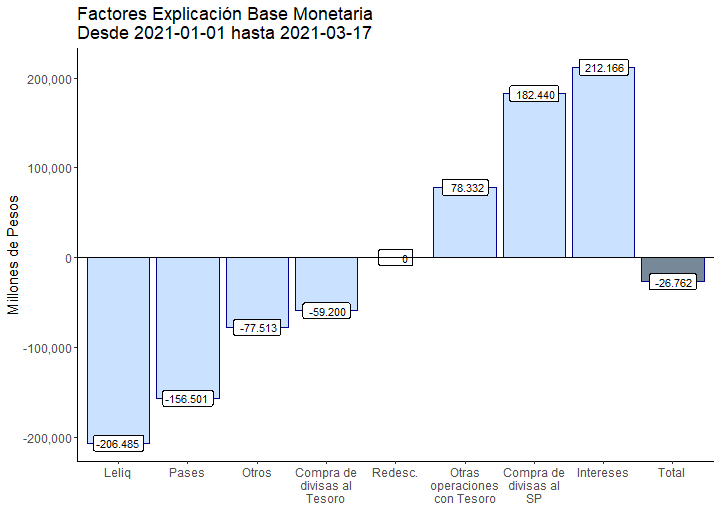 Factores Explicación Base Monetaria
Desde 2021-01-01 hasta 2021-03-17
Millones de Pesos
200,000
100,000
0
-100,000
-200,000
-206.485
-156.501
-77.513
-59.200
0
78.332
182.440
212.166
-26.762
Leliq
Pases
Otros
Compra de
divisas al
Tesoro
Redesc.
Otras
operaciones
con Tesoro
Compra de
divisas al
SP
Intereses
Total